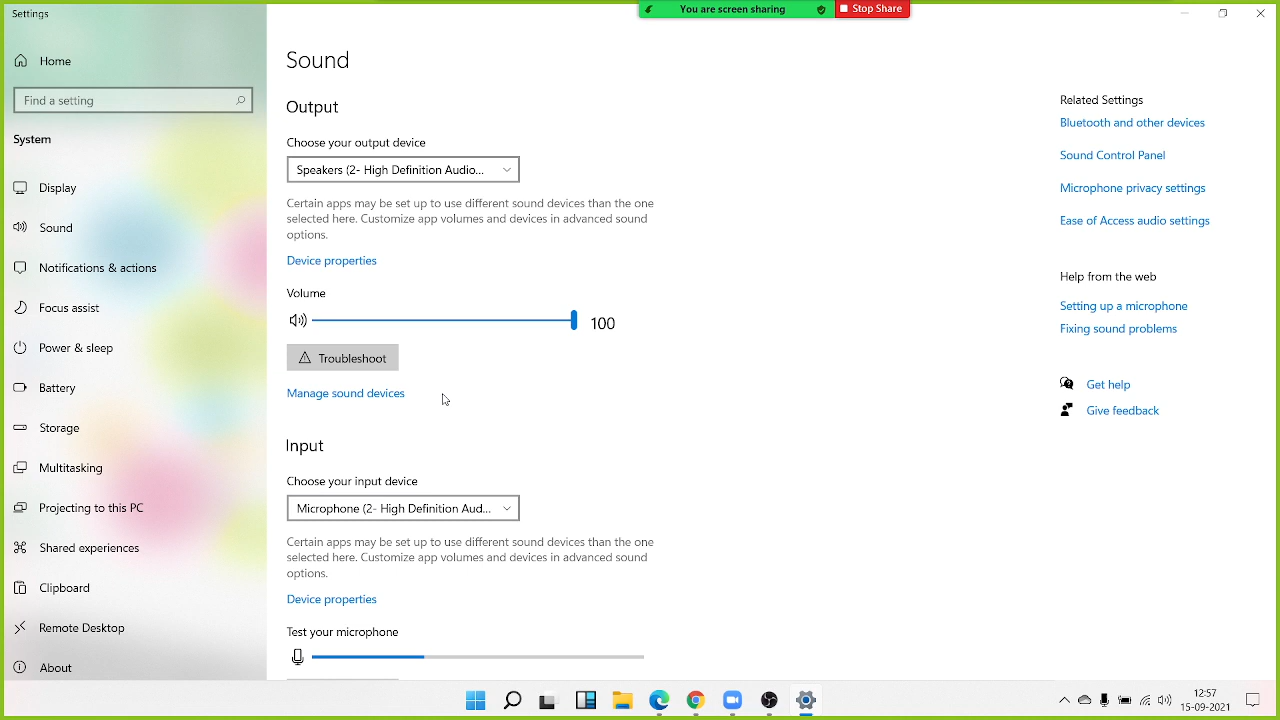 Settings
You are screen sharing
Stop Share
Home
Find a setting
System
Display
Sound
Notifications & actions
Focus assist
Power & sleep
Battery
Storage
Multitasking
Projecting to this PC
Shared experiences
Clipboard
Remote Desktop
About
Sound
Output
Choose your output device
Speakers (2- High Definition Audio...
Certain apps may be set up to use different sound devices than the one
selected here. Customize app volumes and devices in advanced sound
options.
Device properties
Volume
100
Troubleshoot
Manage sound devices
Input
Choose your input device
Microphone (2- High Definition Aud...
Certain apps may be set up to use different sound devices than the one
selected here. Customize app volumes and devices in advanced sound
options.
Device properties
Test your microphone
Related Settings
Bluetooth and other devices
Sound Control Panel
Microphone privacy settings
Ease of Access audio settings
Help from the web
Setting up a microphone
Fixing sound problems
Get help
Give feedback
12:57
15-09-2021